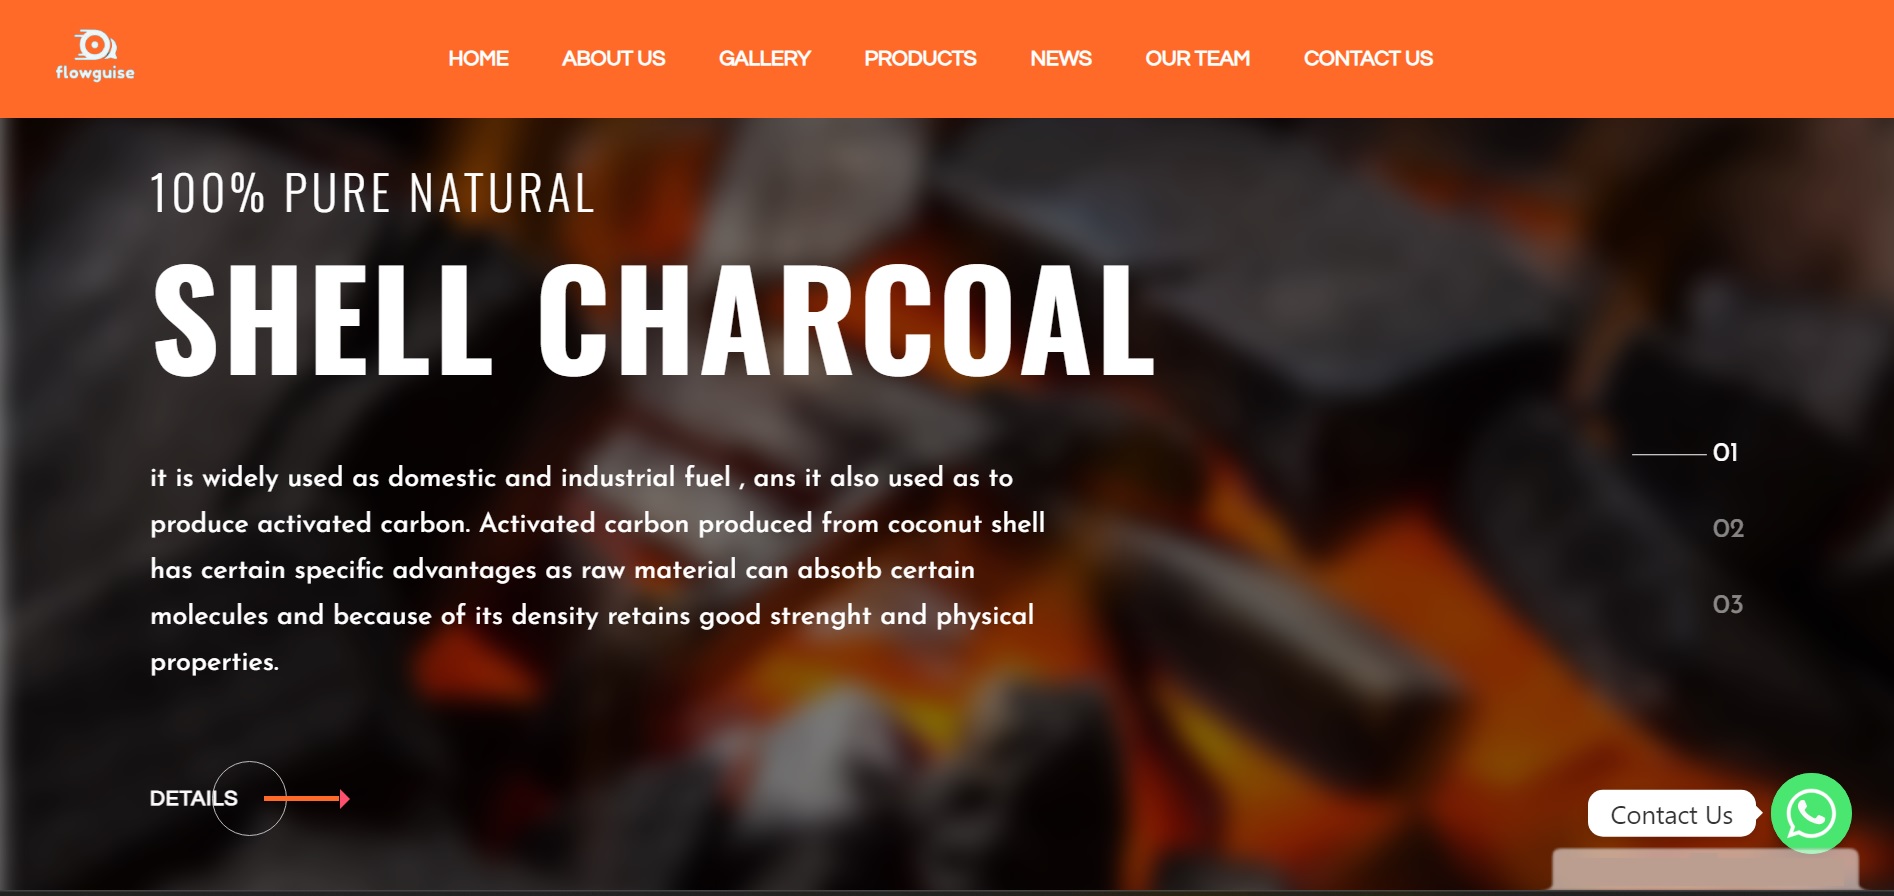 flowguise
HOME ABOUT US GALLERY PRODUCTS NEWS OUR TEAM CONTACT US
100% PURE NATURAL
SHELL CHARCOAL
it is widely used as domestic and industrial fuel , ans it also used as to
produce activated carbon. Activated carbon produced from coconut shell
has certain specific advantages as raw material can absotb certain
molecules and because of its density retains good strenght and physical
properties.
01
02
03
DETAILS
Contact Us